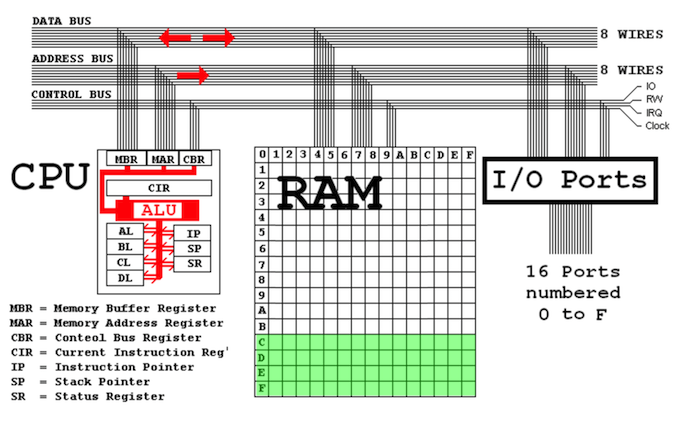 DATA BUS
8 WIRES
ADDRESS BUS
8 WIRES
CONTROL BUS
IO
RW
IRQ
Clock
CPU
MBR MAR CBR
CIR
ALU
AL IP
BL SP
CL SR
DL
RAM
0 1 2 3 4 5 6 7 8 9 A B C D E F
1
2
3
4
5
6
7
8
9
A
B
C
D
E
F
I/O Ports
16 Ports
numbered
0 to F
MBR = Memory Buffer Register
MAR = Memory Address Register
CBR = Conteol Bus Register
CIR = Current Instruction Reg'
IP = Instruction Pointer
SP = Stack Pointer
SR = Status Register